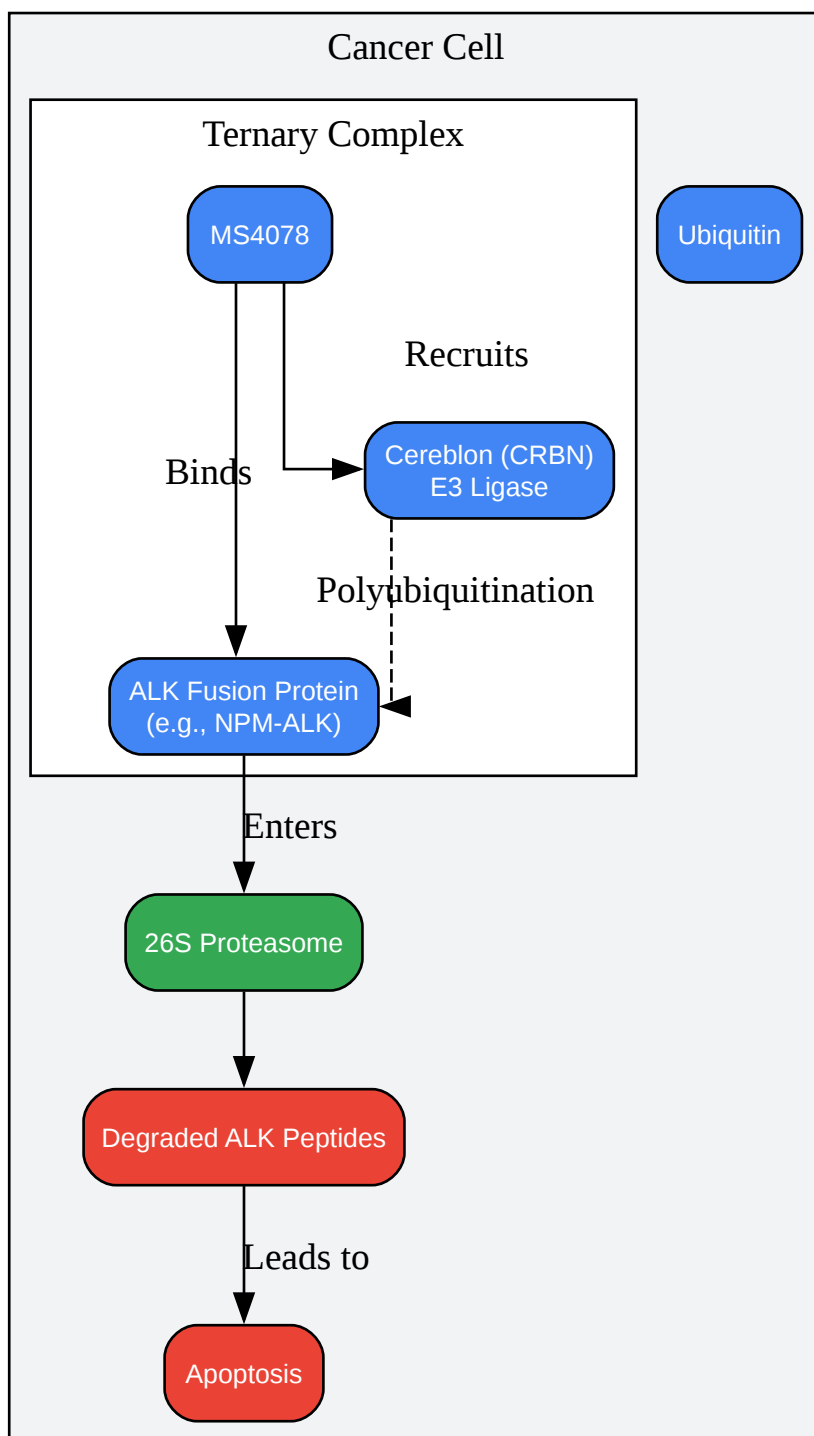 Cancer Cell
Ternary Complex
MS4078
Ubiquitin
Recruits
Cereblon (CRBN)
E3 Ligase
Binds
Polyubiquitination
ALK Fusion Protein
(e.g., NPM-ALK)
Enters
26S Proteasome
Degraded ALK Peptides
Leads to
Apoptosis